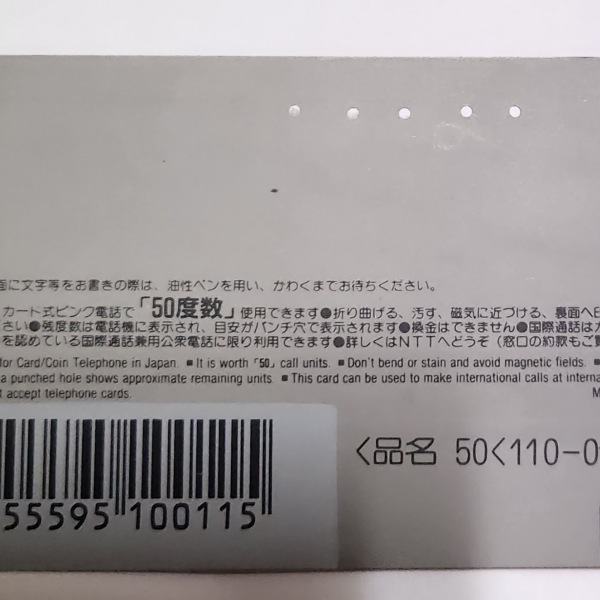 面に文字等をお書きの際は、油性ペンを用い、かわくまでお待ちください。
カード式ピンク電話で「50度数」使用できます●折り曲げる、汚す、磁気に近づける、裏面へE
さい●残度数は電話機に表示され、目安がパンチ穴で表示されます●換金はできません●国際通話はカ
を認めている国際通話兼用公衆電話に限り利用できます●詳しくはNTTへどうぞ(窓口の約款もご覧
for Card/Coin Telephone in Japan. ■ It is worth「50」call units. ■ Don't bend or stain and avoid magnetic fields. ■
a punched hole shows approximate remaining units. ■ This card can be used to make international calls at interna
t accept telephone cards.
55595100115
<品名 50<110-0